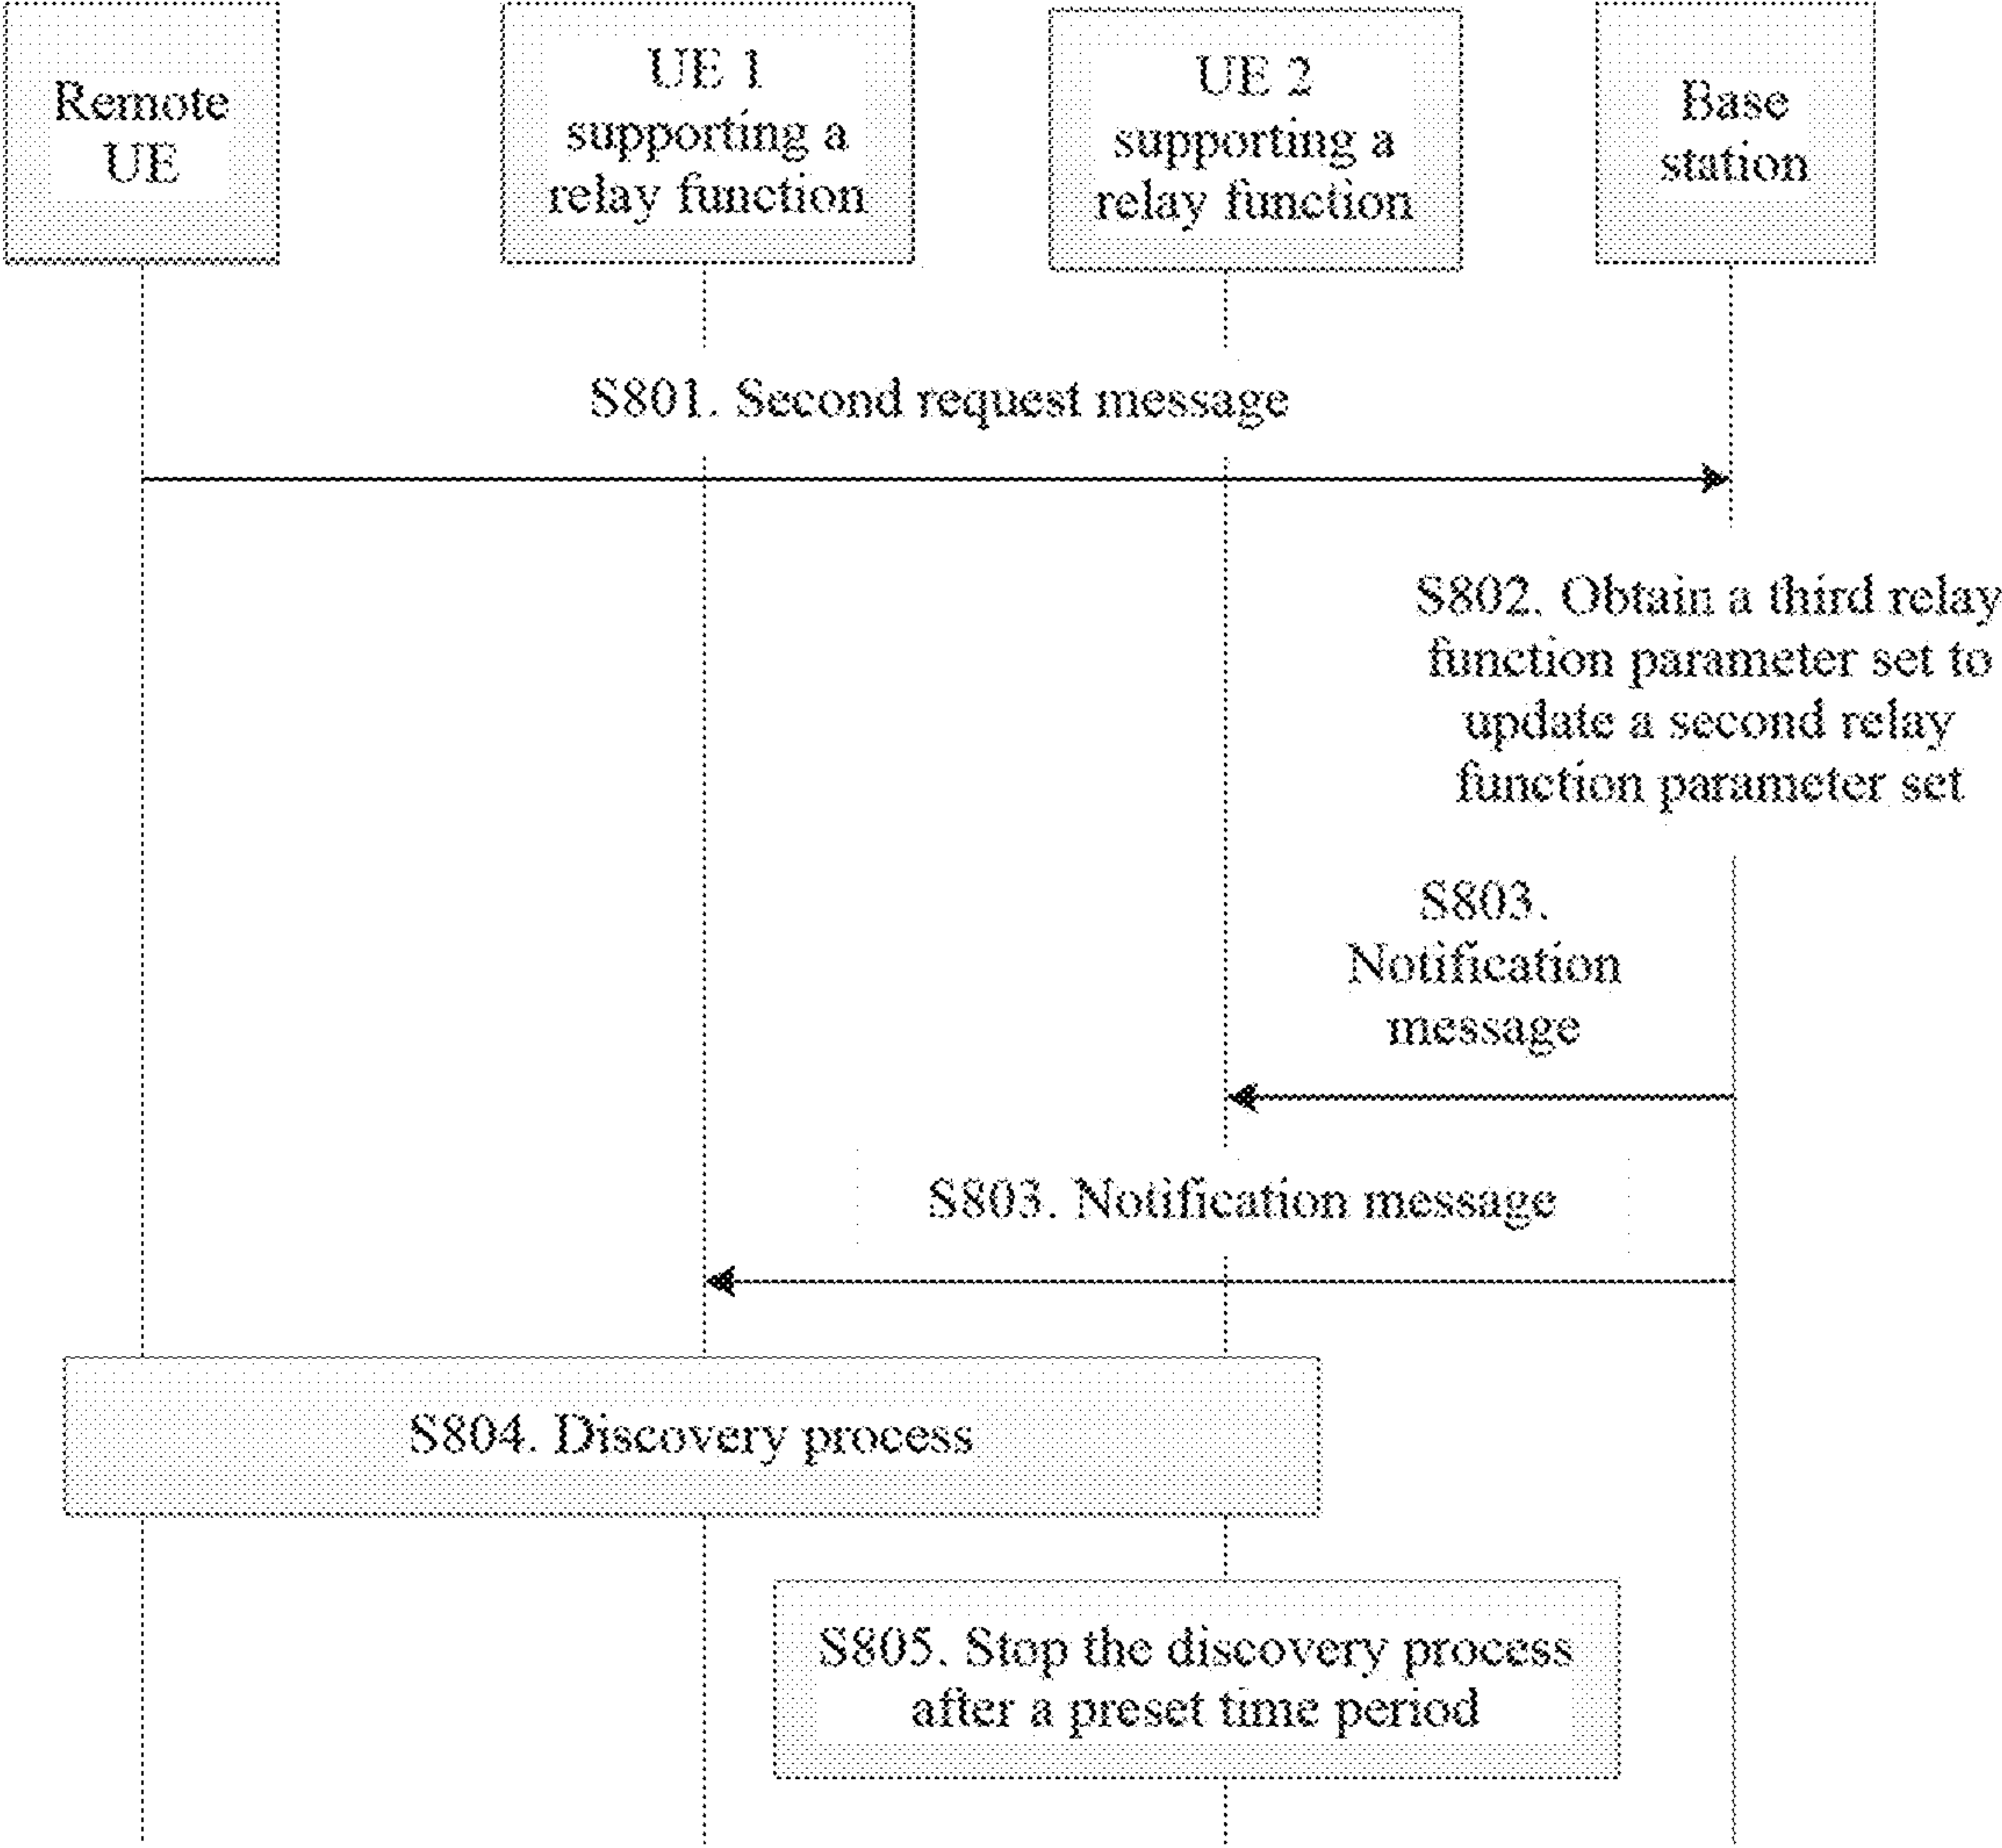 Remote
UE
UE 1
supporting a
relay function
UE 2
supporting a
relay function
Base
station
S801. Second request message
S802. Obtain a third relay
function parameter set to
update a second relay
function parameter set
S803.
Notification
message
S803. Notification message
S804. Discovery process
S805. Stop the discovery process
after a preset time period